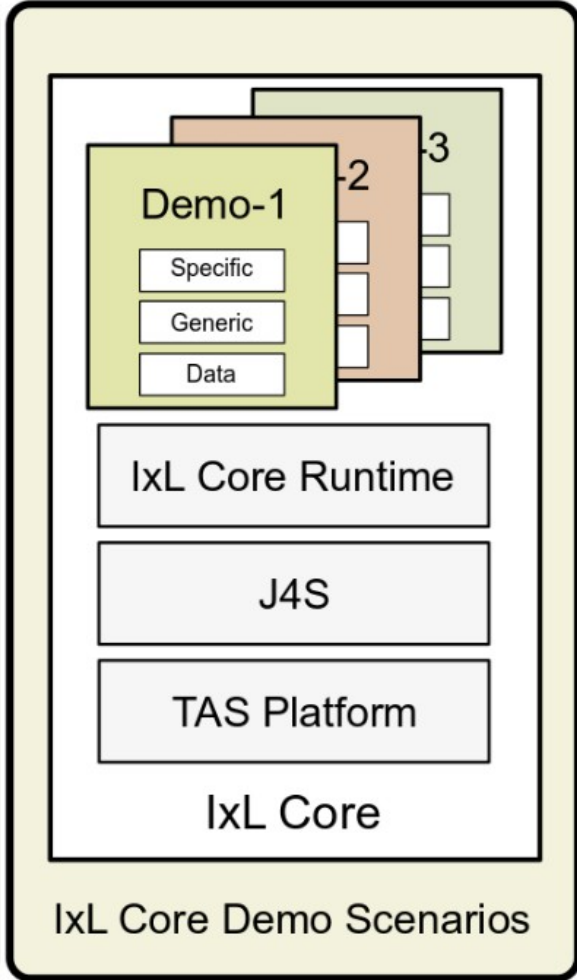 -3
-2
Demo-1
Specific
Generic
Data
IxL Core Runtime
J4S
TAS Platform
IxL Core
IxL Core Demo Scenarios